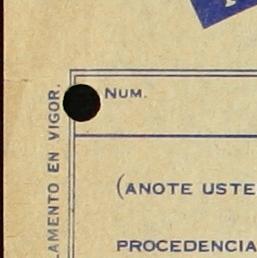 NUM.
(ANOTE USTE
PROCEDENCIA
LAMENTO EN VIGOR.